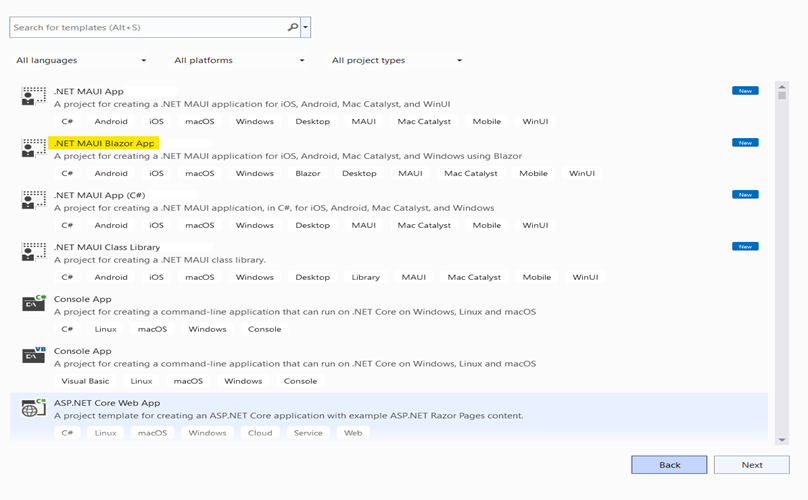 Search for templates (Alt+S)
All languages All platforms All project types
.NET MAUI App New
A project for creating a .NET MAUI application for iOS, Android, Mac Catalyst, and WinUI
C# Android iOS macOS Windows Desktop MAUI Mac Catalyst Mobile WinUI
.NET MAUI Blazor App New
A project for creating a .NET MAUI application for iOS, Android, Mac Catalyst, and Windows using Blazor
C# Android iOS macOS Windows Blazor Desktop MAUI Mac Catalyst Mobile WinUI
.NET MAUI App (C#) New
A project for creating a .NET MAUI application, in C#, for iOS, Android, Mac Catalyst, and Windows
C# Android iOS macOS Windows Desktop MAUI Mac Catalyst Mobile WinUI
.NET MAUI Class Library New
A project for creating a .NET MAUI class library.
C# Android iOS macOS Windows Desktop Library MAUI Mac Catalyst Mobile WinUI
C# Console App
C:\ A project for creating a command-line application that can run on .NET Core on Windows, Linux and macOS
C# Linux macOS Windows Console
VB Console App
C:\ A project for creating a command-line application that can run on .NET Core on Windows, Linux and macOS
Visual Basic Linux macOS Windows Console
C# ASP.NET Core Web App
A project template for creating an ASP.NET Core application with example ASP.NET Razor Pages content.
C# Linux macOS Windows Cloud Service Web
Back Next